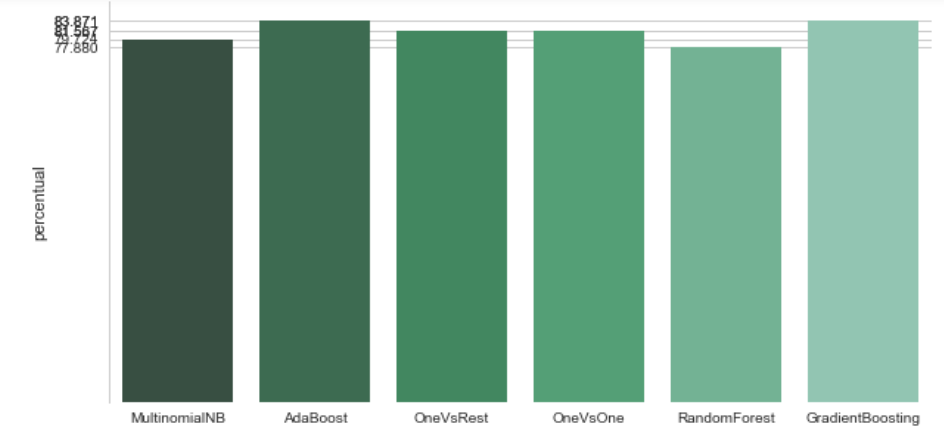 83.871
81.567
79.724
77.880
percentual
MultinomialNB
AdaBoost
OneVsRest
OneVsOne
RandomForest
GradientBoosting